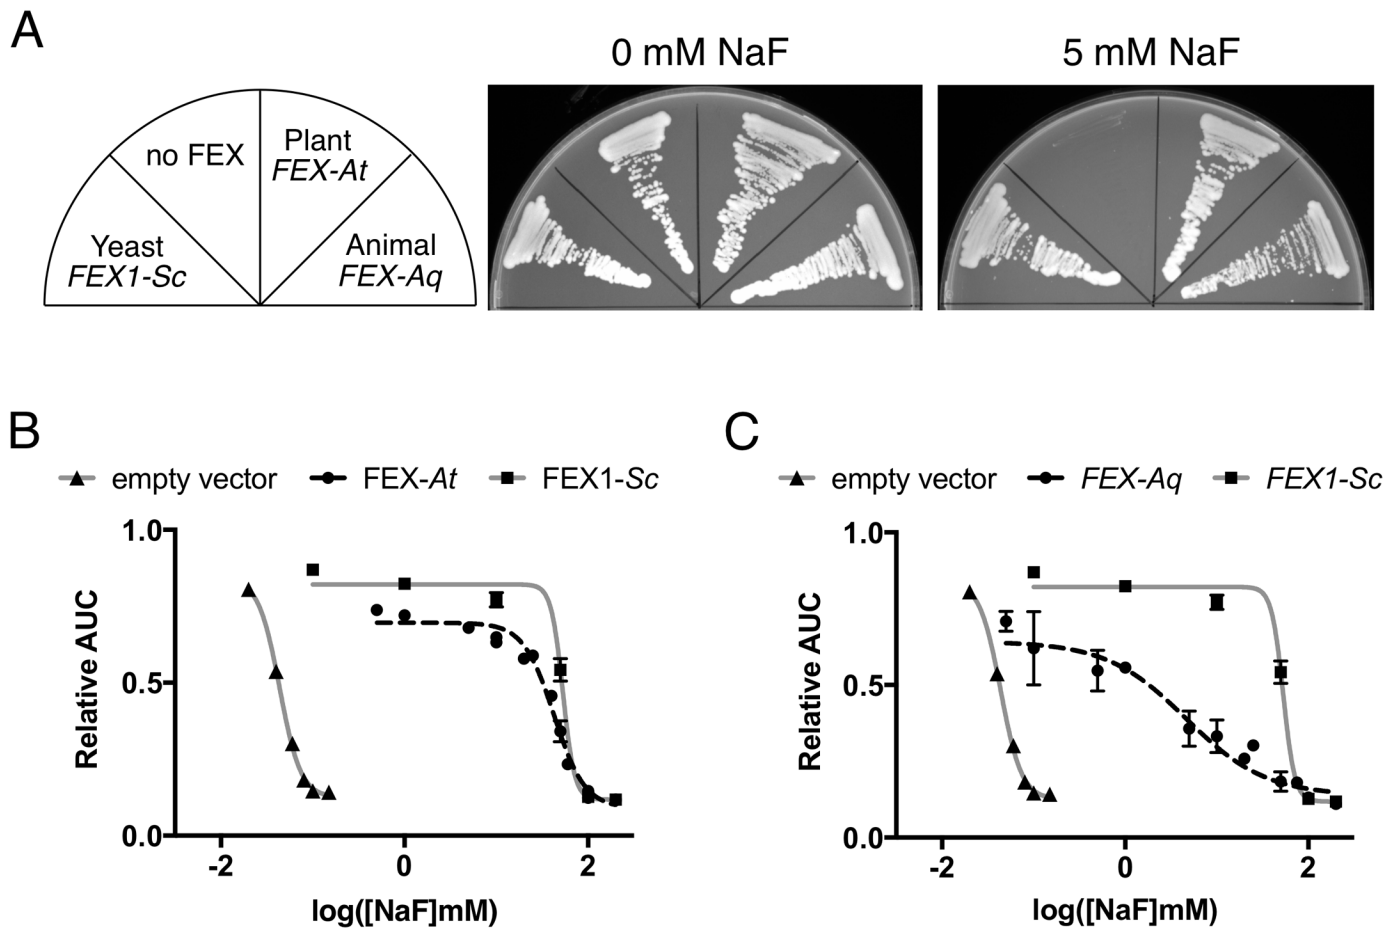 A
0 mM NaF
5 mM NaF
no FEX
Plant
FEX-At
Yeast
FEX1-Sc
Animal
FEX-Aq
B
empty vector
FEX-At
FEX1-Sc
1.0
0.5
0.0
Relative AUC
-2
0
2
log([NaF]mM)
C
empty vector
FEX-Aq
FEX1-Sc
1.0
0.5
0.0
Relative AUC
-2
0
2
log([NaF]mM)